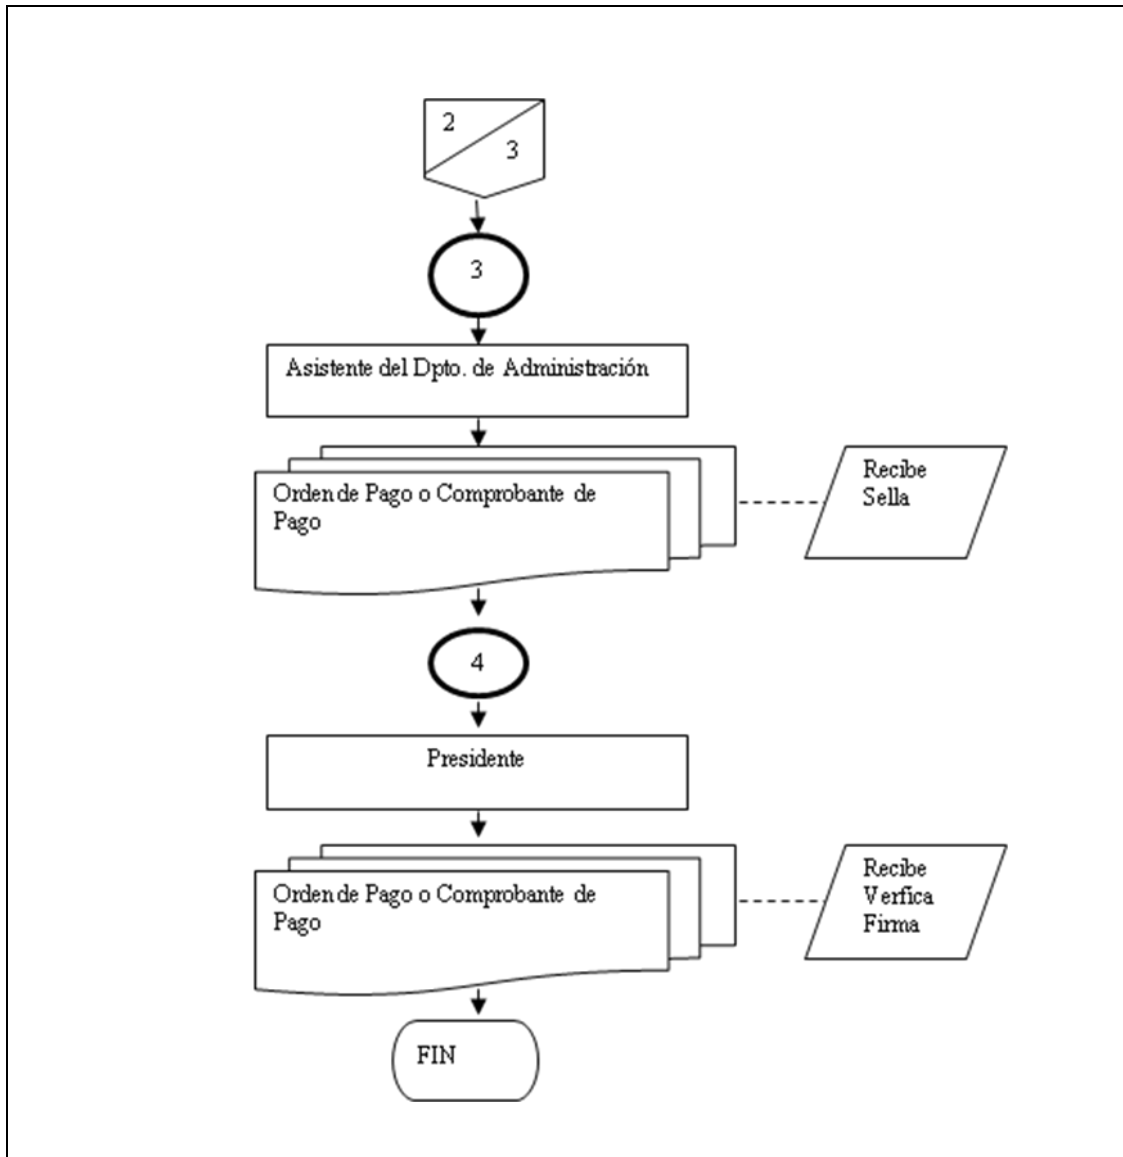 2
3
3
Asistente del Dpto. de Administración
Orden de Pago o Comprobante de
Pago
Recibe
Sella
4
Presidente
Orden de Pago o Comprobante de
Pago
Recibe
Verfica
Firma
FIN